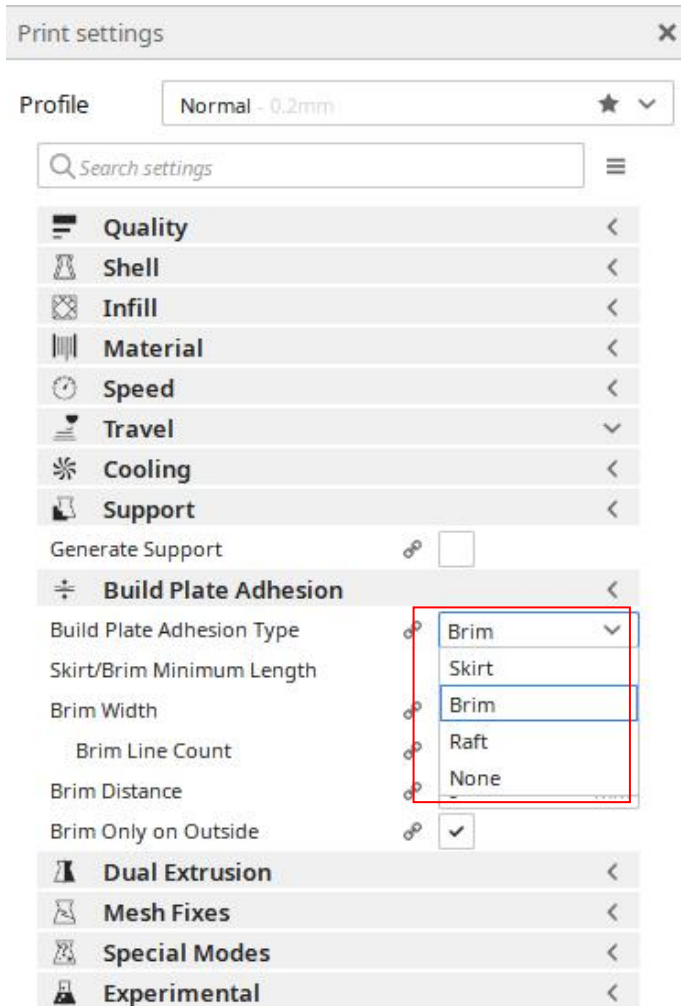 Print settings
Profile Normal - 0.2mm
Search settings
Quality
Shell
Infill
Material
Speed
Travel
Cooling
Support
Generate Support
Build Plate Adhesion
Build Plate Adhesion Type Brim
Skirt/Brim Minimum Length Skirt
Brim Width Brim
Brim Line Count Raft
Brim Distance None
Brim Only on Outside
Dual Extrusion
Mesh Fixes
Special Modes
Experimental